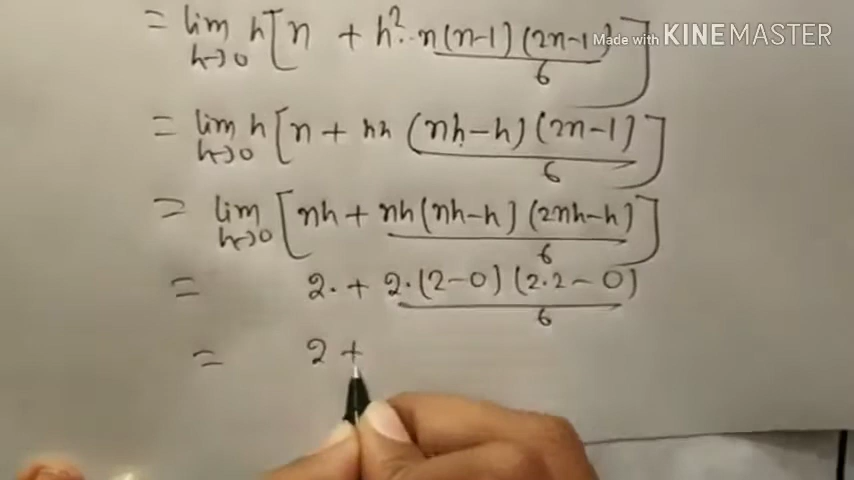 = lim h→0 h[n + h². n(n-1)(2n-1)/6]
Made with KINEMASTER
= lim h→0 h[n + nh (nh-h)(2n-1)/6]
= lim h→0 [nh + nh(nh-h)(2nh-h)/6]
= 2. + 2.(2-0)(2.2-0)/6
= 2 +